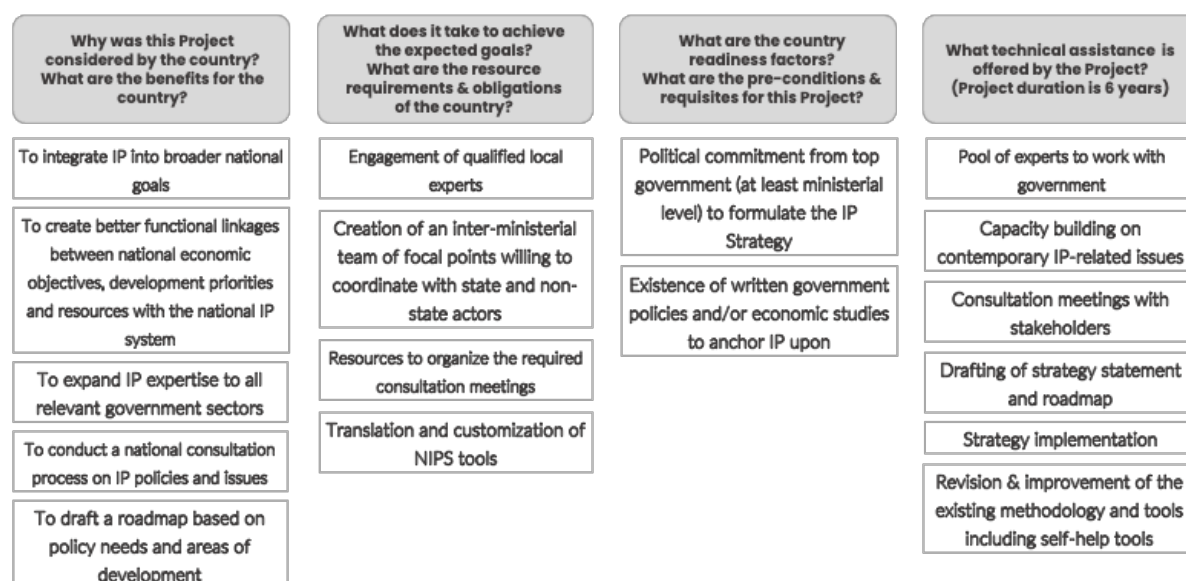 Why was this Project
considered by the country?
What are the benefits for the
country?
To integrate IP into broader national
goals
To create better functional linkages
between national economic
objectives, development priorities
and resources with the national IP
system
To expand IP expertise to all
relevant government sectors
To conduct a national consultation
process on IP policies and issues
To draft a roadmap based on
policy needs and areas of
development
What does it take to achieve
the expected goals?
What are the resource
requirements & obligations
of the country?
Engagement of qualified local
experts
Creation of an inter-ministerial
team of focal points willing to
coordinate with state and non-
state actors
Resources to organize the required
consultation meetings
Translation and customization of
NIPS tools
What are the country
readiness factors?
What are the pre-conditions &
requisites for this Project?
Political commitment from top
government (at least ministerial
level) to formulate the IP
Strategy
Existence of written government
policies and/or economic studies
to anchor IP upon
What technical assistance is
offered by the Project?
(Project duration is 6 years)
Pool of experts to work with
government
Capacity building on
contemporary IP-related issues
Consultation meetings with
stakeholders
Drafting of strategy statement
and roadmap
Strategy implementation
Revision & improvement of the
existing methodology and tools
including self-help tools